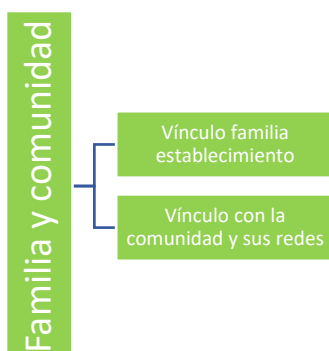 Familia y comunidad
Vínculo familia
establecimiento
Vínculo con la
comunidad y sus redes